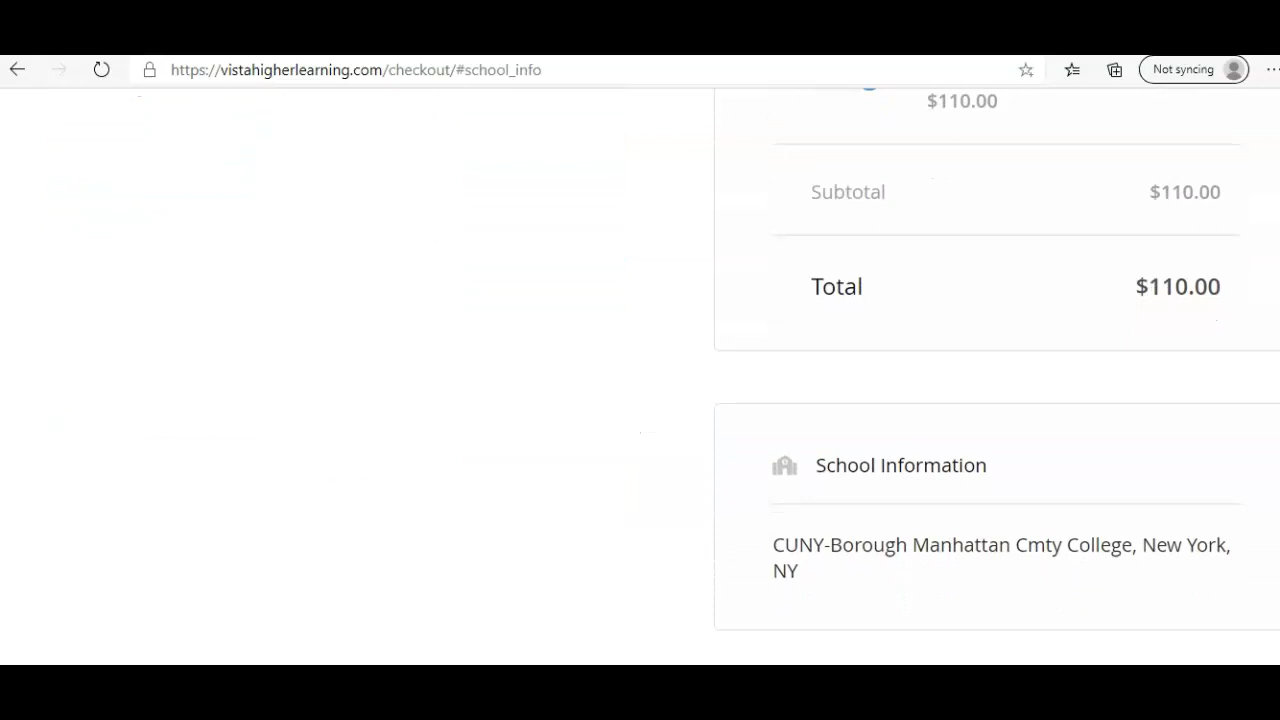 https://vistahigherlearning.com/checkout/#school_info
Not syncing
$110.00
Subtotal $110.00
Total $110.00
School Information
CUNY-Borough Manhattan Cmty College, New York,
NY